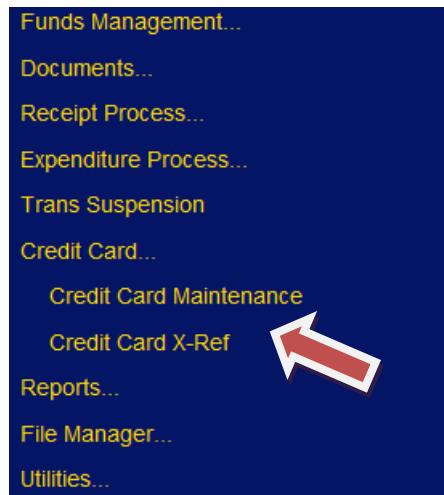 Funds Management...
Documents...
Receipt Process...
Expenditure Process...
Trans Suspension
Credit Card...
Credit Card Maintenance
Credit Card X-Ref
Reports...
File Manager...
Utilities...